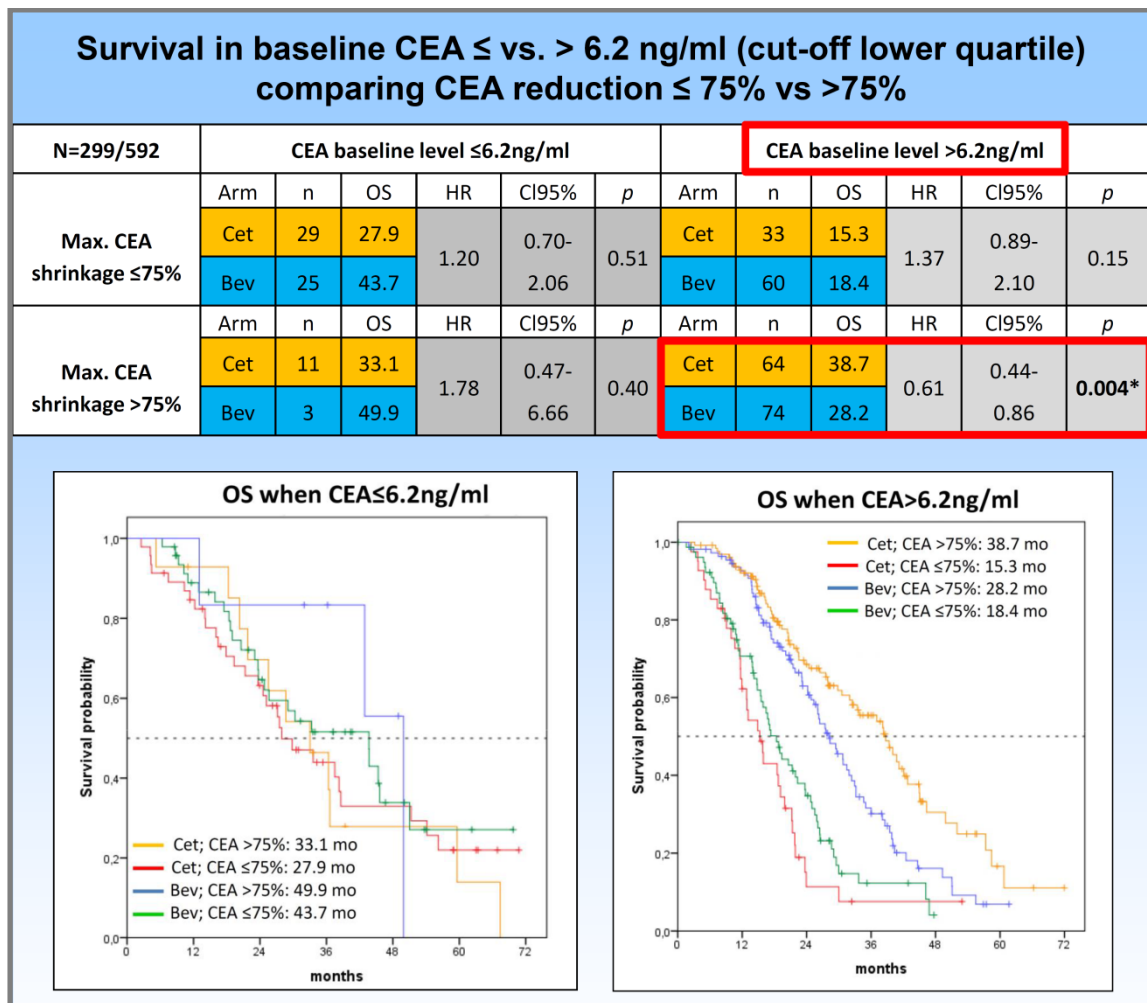 Survival in baseline CEA ≤ vs. > 6.2 ng/ml (cut-off lower quartile)
comparing CEA reduction ≤ 75% vs >75%
N=299/592 CEA baseline level ≤6.2ng/ml CEA baseline level >6.2ng/ml
Max. CEA
shrinkage ≤75%
Arm n OS HR Cl95% p Arm n OS HR Cl95% p
Cet 29 27.9 1.20 0.70- 0.51 Cet 33 15.3 1.37 0.89- 0.15
Bev 25 43.7 2.06 Bev 60 18.4 2.10
Max. CEA
shrinkage >75%
Arm n OS HR Cl95% p Arm n OS HR Cl95% p
Cet 11 33.1 1.78 0.47- 0.40 Cet 64 38.7 0.61 0.44- 0.004*
Bev 3 49.9 6.66 Bev 74 28.2 0.86
OS when CEA≤6.2ng/ml
Survival probability
1,0
0,8
0,6
0,4
0,2
0,0
Cet; CEA >75%: 33.1 mo
Cet; CEA ≤75%: 27.9 mo
Bev; CEA >75%: 49.9 mo
Bev; CEA ≤75%: 43.7 mo
0 12 24 36 48 60 72
months
OS when CEA>6.2ng/ml
Cet; CEA >75%: 38.7 mo
Cet; CEA ≤75%: 15.3 mo
Bev; CEA >75%: 28.2 mo
Bev; CEA ≤75%: 18.4 mo
Survival probability
1,0
0,8
0,6
0,4
0,2
0,0
0 12 24 36 48 60 72
months